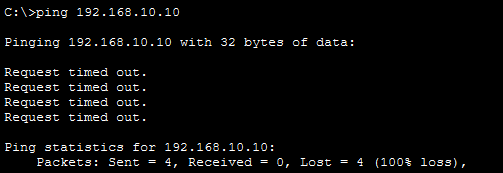 C:\>ping 192.168.10.10
Pinging 192.168.10.10 with 32 bytes of data:
Request timed out.
Request timed out.
Request timed out.
Request timed out.
Ping statistics for 192.168.10.10:
    Packets: Sent = 4, Received = 0, Lost = 4 (100% loss),